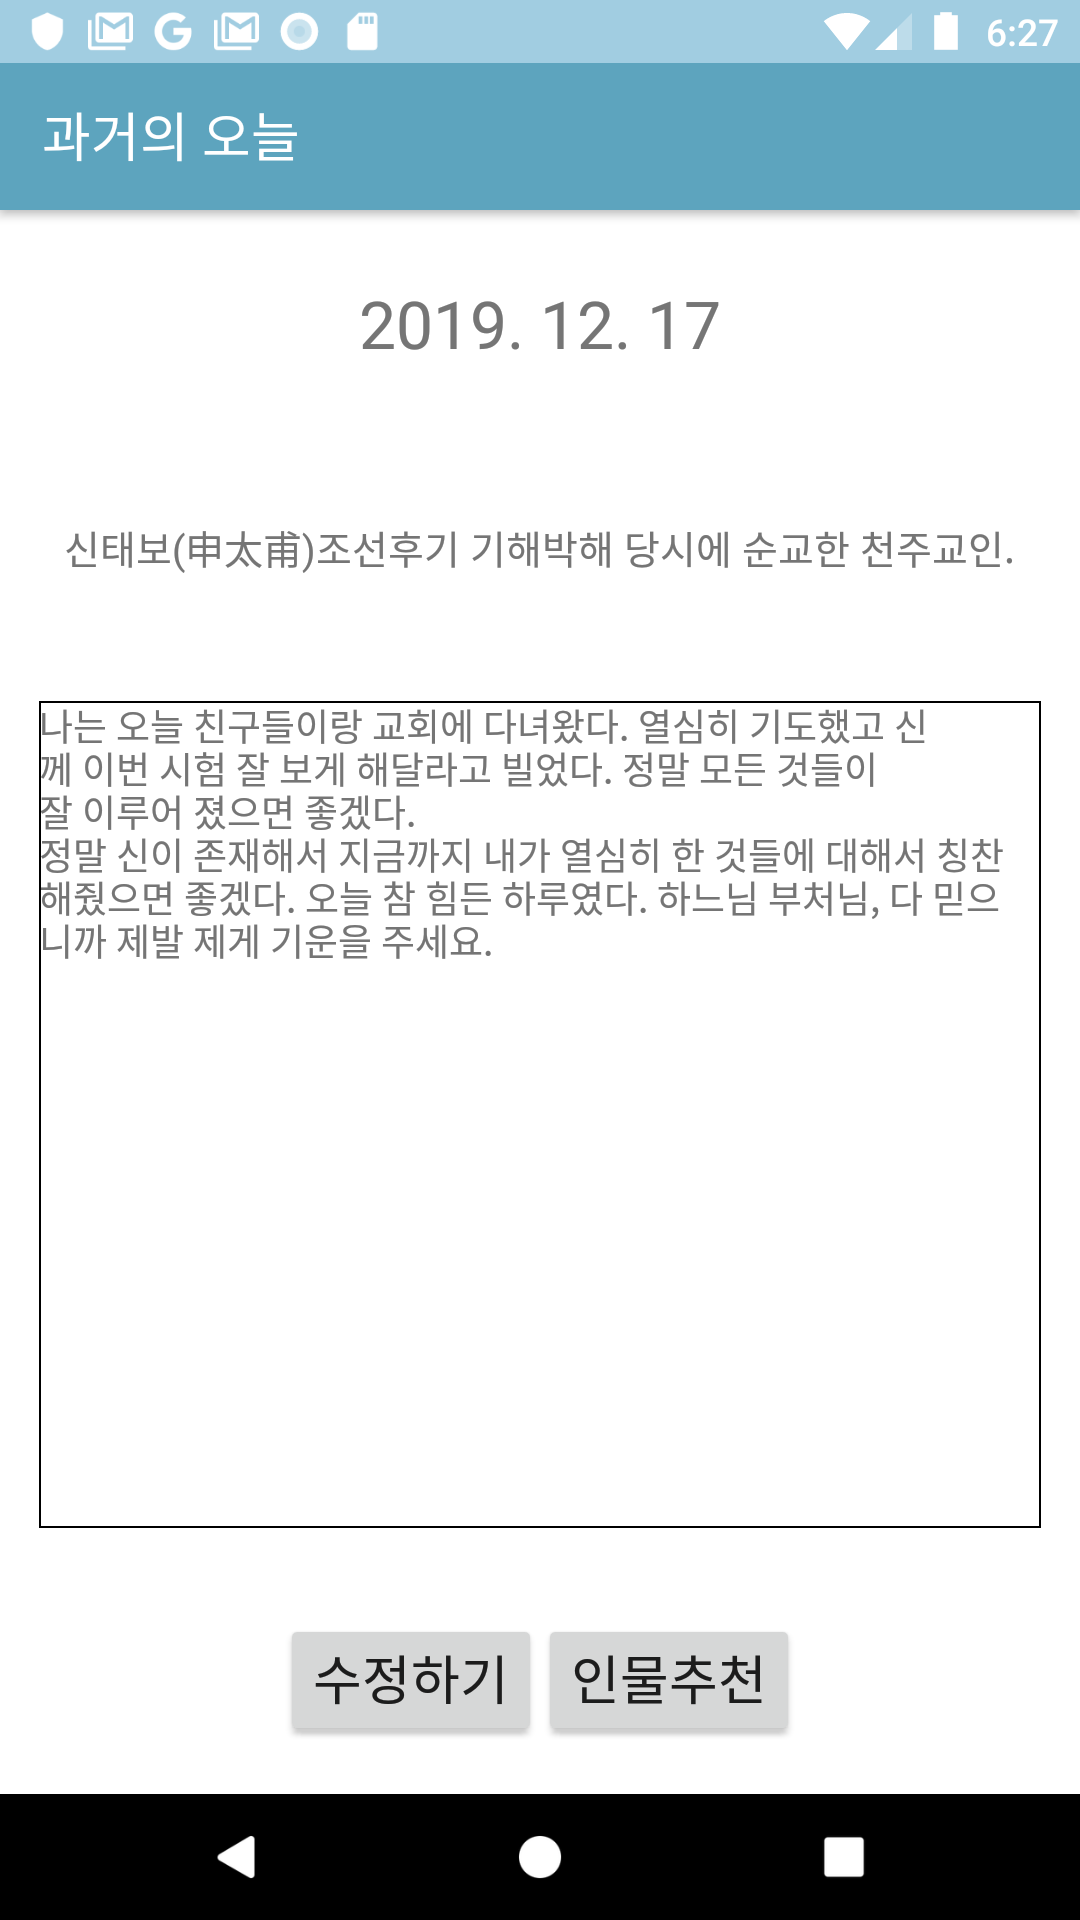 6:27
과거의 오늘
2019. 12. 17
신태보(申太甫)조선후기 기해박해 당시에 순교한 천주교인.
나는 오늘 친구들이랑 교회에 다녀왔다. 열심히 기도했고 신
께 이번 시험 잘 보게 해달라고 빌었다. 정말 모든 것들이
잘 이루어 졌으면 좋겠다.
정말 신이 존재해서 지금까지 내가 열심히 한 것들에 대해서 칭찬
해줬으면 좋겠다. 오늘 참 힘든 하루였다. 하느님 부처님, 다 믿으
니까 제발 제게 기운을 주세요.
수정하기 인물추천